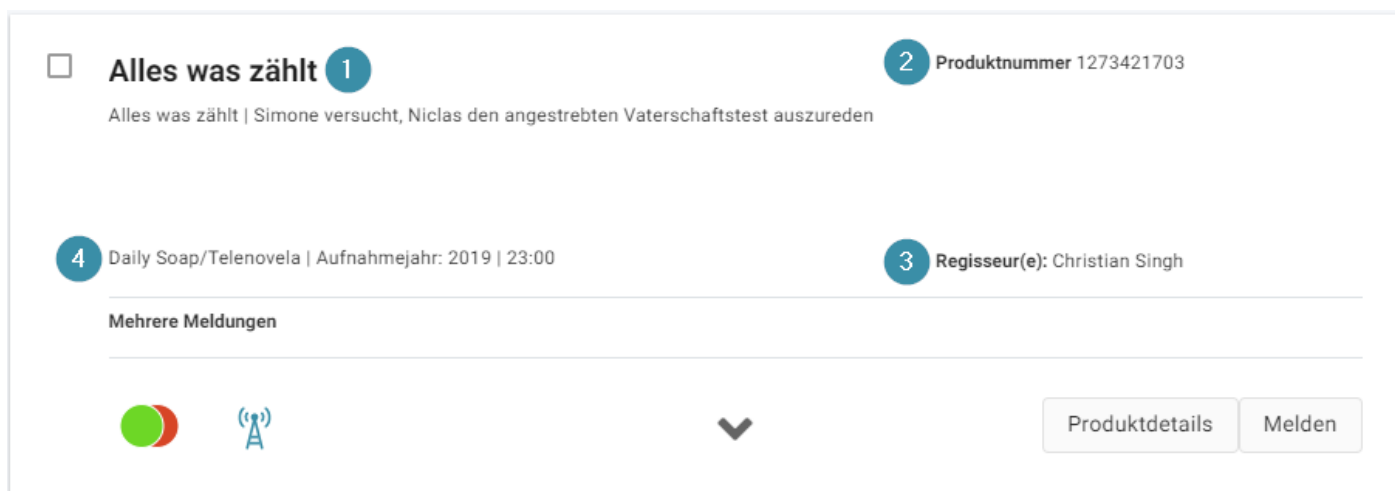 Alles was zählt 1
2 Produktnummer 1273421703
Alles was zählt | Simone versucht, Niclas den angestrebten Vaterschaftstest auszureden
4 Daily Soap/Telenovela | Aufnahmejahr: 2019 | 23:00
3 Regisseur(e): Christian Singh
Mehrere Meldungen
Produktdetails
Melden